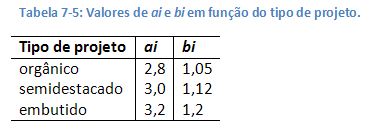 Tabela 7-5: Valores de ai e bi em função do tipo de projeto.
Tipo de projeto ai bi
orgânico 2,8 1,05
semidestacado 3,0 1,12
embutido 3,2 1,2